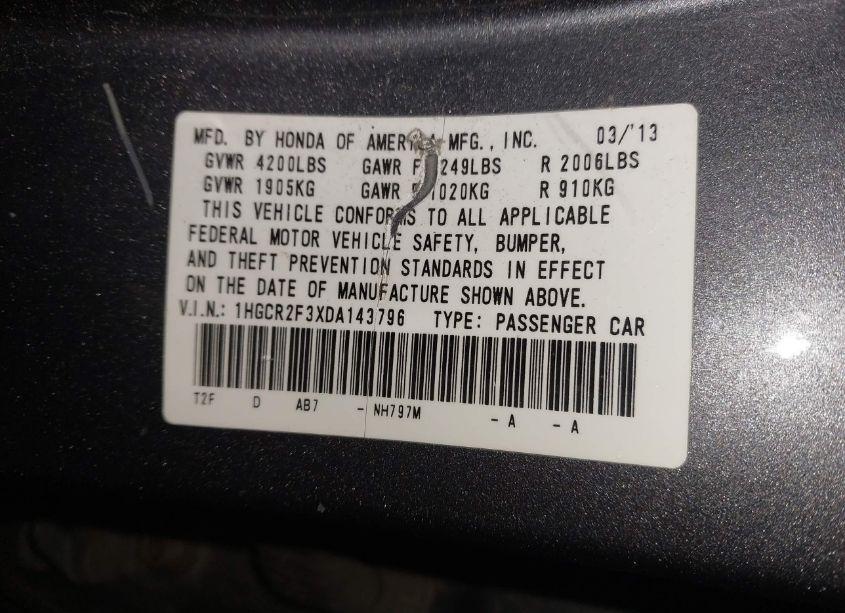 MFD. BY HONDA OF AMERICA MFG., INC. 03/'13
GVWR 4200LBS GAWR F 2249LBS R 2006LBS
GVWR 1905KG GAWR F 1020KG R 910KG
THIS VEHICLE CONFORMS TO ALL APPLICABLE
FEDERAL MOTOR VEHICLE SAFETY, BUMPER,
AND THEFT PREVENTION STANDARDS IN EFFECT
ON THE DATE OF MANUFACTURE SHOWN ABOVE.
V.I.N.: 1HGCR2F3XDA143796 TYPE: PASSENGER CAR
T2F D AB7 - NH797M - A - A